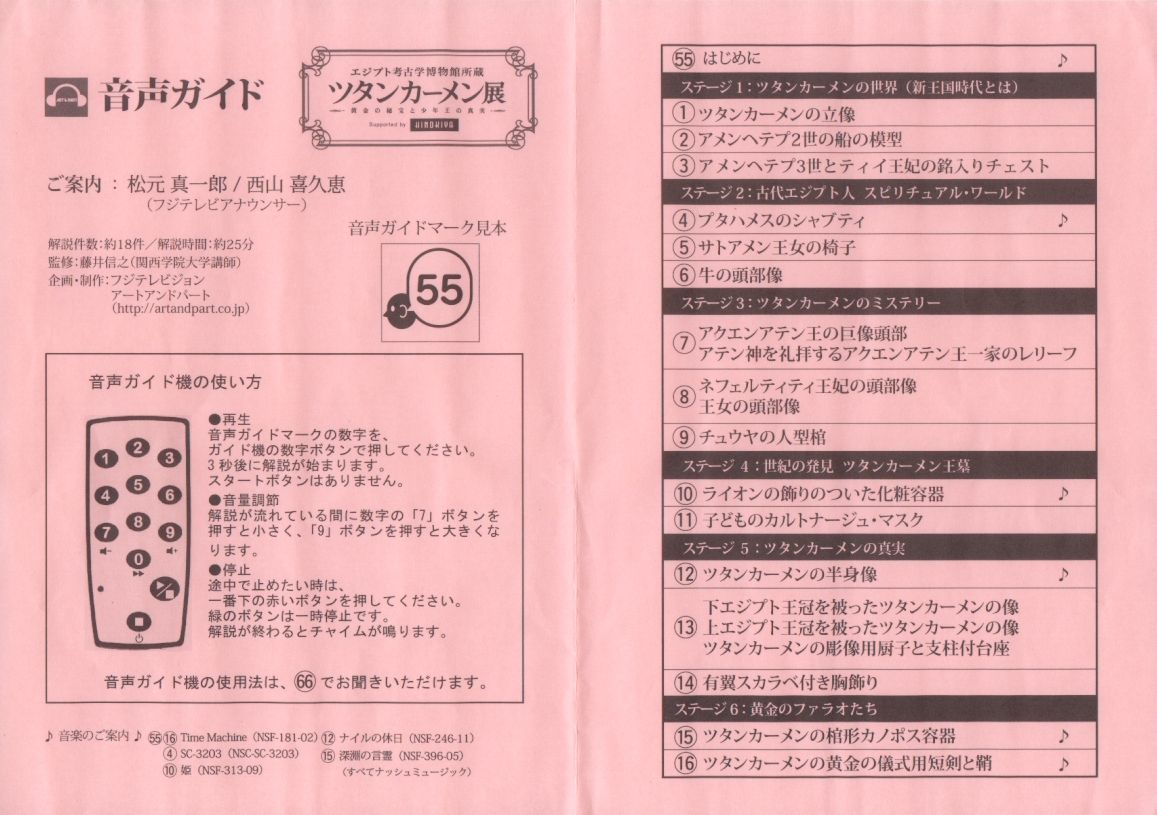 ART & PART
音声ガイド
エジプト考古学博物館所蔵
ツタンカーメン展
黄金の秘宝と少年王の真実
Supported by HINOKIYA
ご案内 : 松元 真一郎 / 西山 喜久恵
(フジテレビアナウンサー)
解説件数:約18件／解説時間:約25分
監修:藤井信之(関西学院大学講師)
企画・制作:フジテレビジョン
アートアンドパート
(http://artandpart.co.jp)
音声ガイドマーク見本
55
音声ガイド機の使い方
1 2 3
4 5 6
7 8 9
0
●再生
音声ガイドマークの数字を、
ガイド機の数字ボタンで押してください。
3秒後に解説が始まります。
スタートボタンはありません。
●音量調節
解説が流れている間に数字の「7」ボタンを
押すと小さく、「9」ボタンを押すと大きくな
ります。
●停止
途中で止めたい時は、
一番下の赤いボタンを押してください。
緑のボタンは一時停止です。
解説が終わるとチャイムが鳴ります。
音声ガイド機の使用法は、66でお聞きいただけます。
♪ 音楽のご案内 ♪ 55⑯ Time Machine (NSF-181-02) ⑫ ナイルの休日 (NSF-246-11)
④ SC-3203 (NSC-SC-3203) ⑮ 深淵の言霊 (NSF-396-05)
⑩ 姫 (NSF-313-09) (すべてナッシュミュージック)
55 はじめに ♪
ステージ1:ツタンカーメンの世界（新王国時代とは）
① ツタンカーメンの立像
② アメンヘテプ2世の船の模型
③ アメンヘテプ3世とティイ王妃の銘入りチェスト
ステージ2:古代エジプト人 スピリチュアル・ワールド
④ プタハメスのシャブティ ♪
⑤ サトアメン王女の椅子
⑥ 牛の頭部像
ステージ3:ツタンカーメンのミステリー
⑦ アクエンアテン王の巨像頭部
アテン神を礼拝するアクエンアテン王一家のレリーフ
⑧ ネフェルティティ王妃の頭部像
王女の頭部像
⑨ チュウヤの人型棺
ステージ4:世紀の発見 ツタンカーメン王墓
⑩ ライオンの飾りのついた化粧容器 ♪
⑪ 子どものカルトナージュ・マスク
ステージ5:ツタンカーメンの真実
⑫ ツタンカーメンの半身像 ♪
下エジプト王冠を被ったツタンカーメンの像
⑬ 上エジプト王冠を被ったツタンカーメンの像
ツタンカーメンの彫像用厨子と支柱付台座
⑭ 有翼スカラベ付き胸飾り
ステージ6:黄金のファラオたち
⑮ ツタンカーメンの棺形カノポス容器 ♪
⑯ ツタンカーメンの黄金の儀式用短剣と鞘 ♪